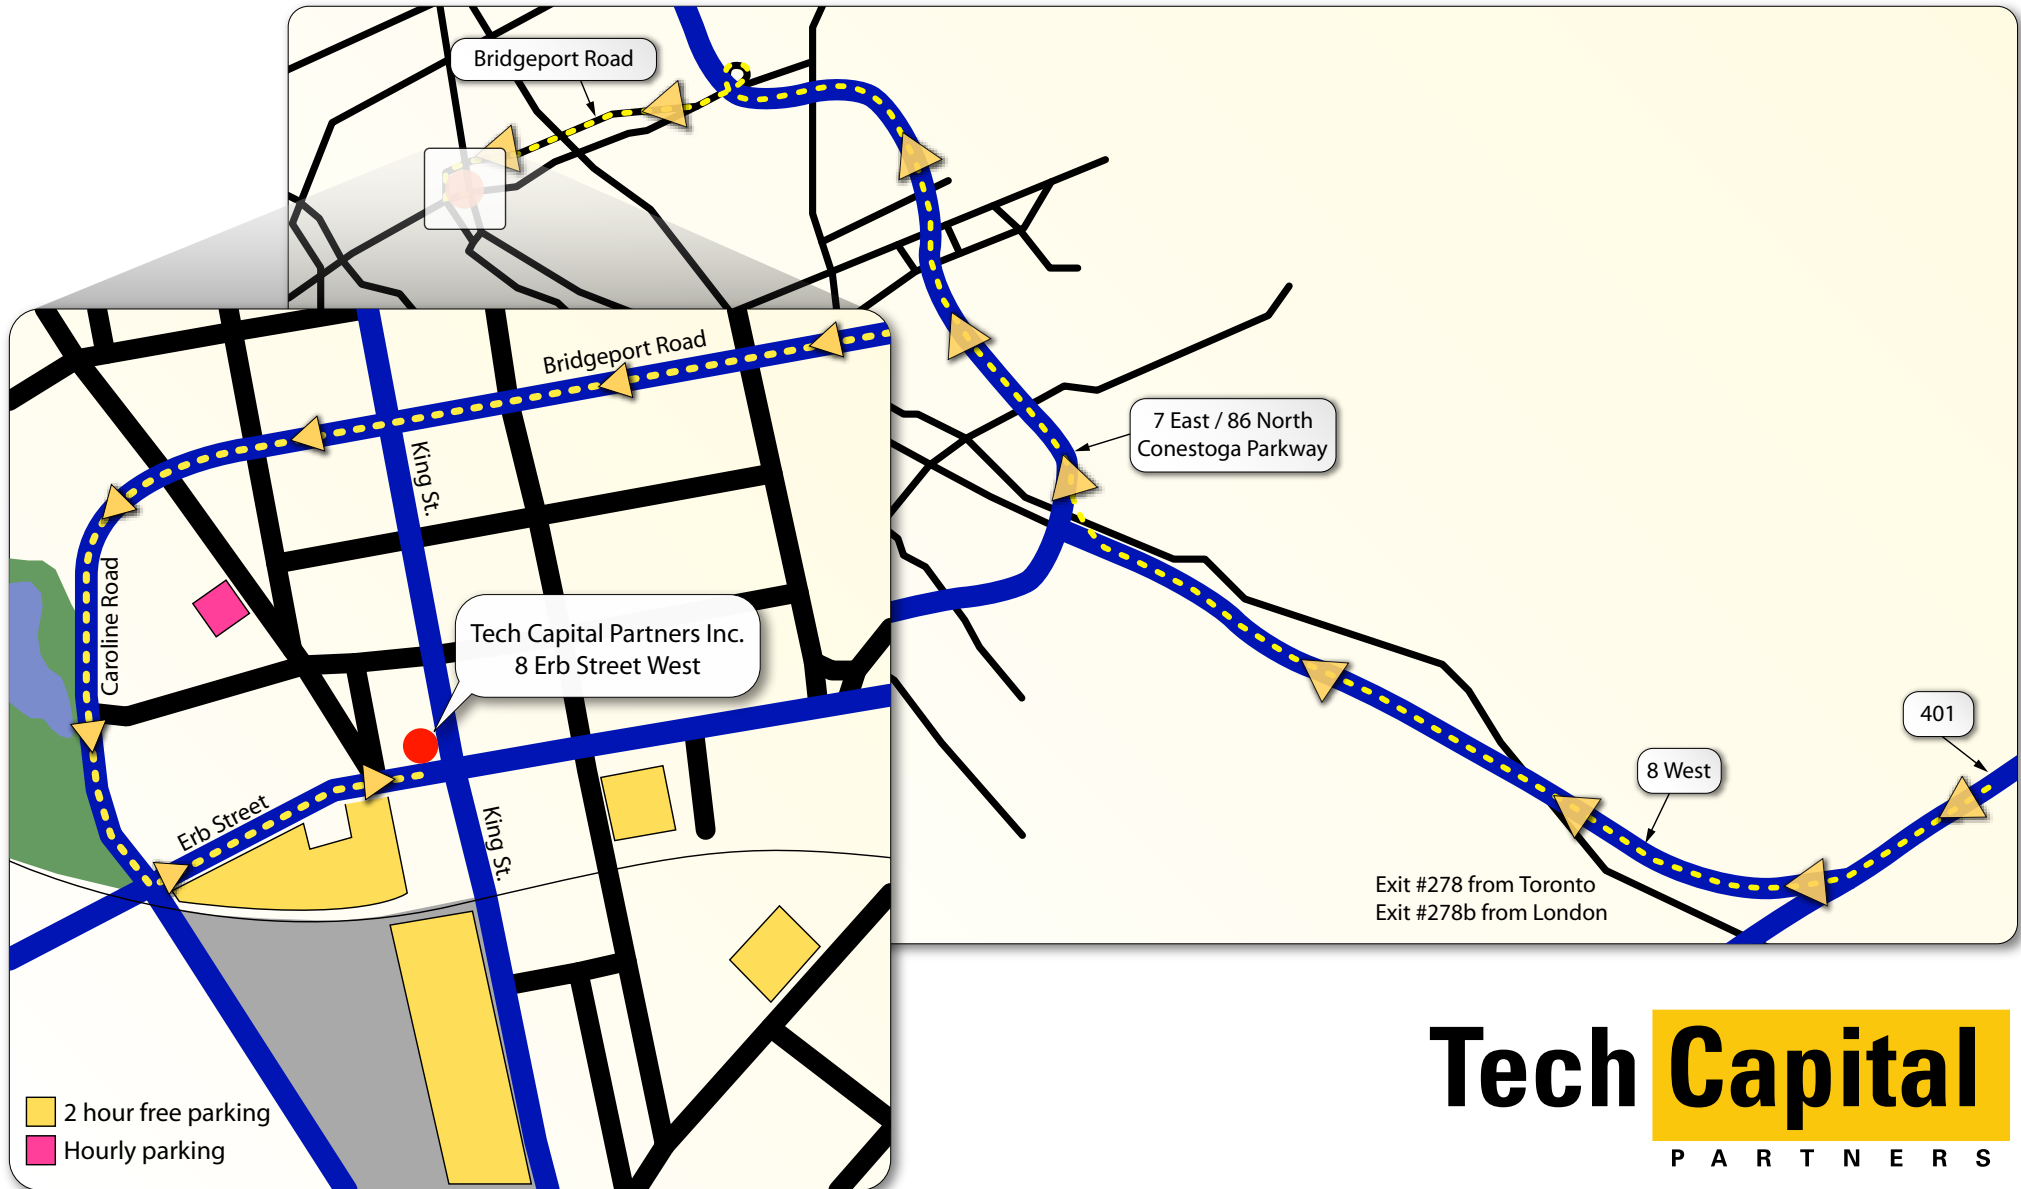 Bridgeport Road
7 East / 86 North
Conestoga Parkway
401
8 West
Exit #278 from Toronto
Exit #278b from London
Bridgeport Road
King St.
Caroline Road
Tech Capital Partners Inc.
8 Erb Street West
Erb Street
King St.
2 hour free parking
Hourly parking
Tech Capital
PARTNERS